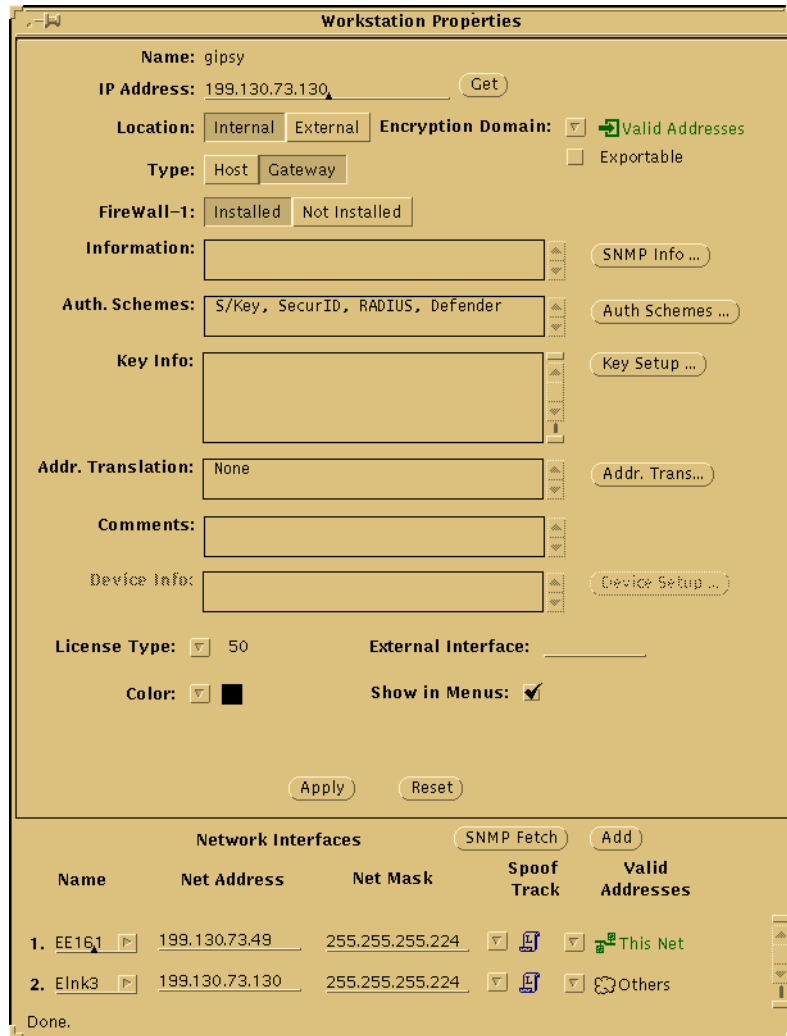 Workstation Properties
Name: gipsy
IP Address: 199.130.73.130 Get
Location: Internal External Encryption Domain: Valid Addresses
Type: Host Gateway Exportable
FireWall-1: Installed Not Installed
Information: SNMP Info ...
Auth. Schemes: S/Key, SecurID, RADIUS, Defender Auth Schemes ...
Key Info: Key Setup ...
Addr. Translation: None Addr. Trans...
Comments:
Device Info: Device Setup ...
License Type: 50 External Interface:
Color: Show in Menus:
Apply Reset
Network Interfaces SNMP Fetch Add
Name Net Address Net Mask Spoof Track Valid Addresses
1. EE161 199.130.73.49 255.255.255.224 This Net
2. Elnk3 199.130.73.130 255.255.255.224 Others
Done.